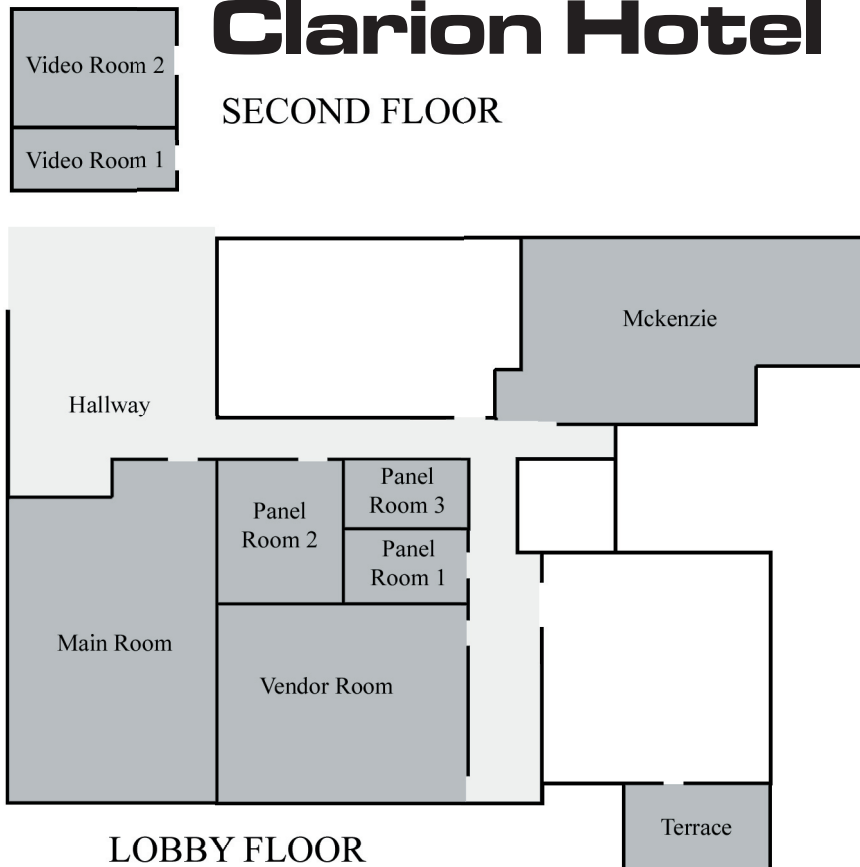 Clarion Hotel
Video Room 2
SECOND FLOOR
Video Room 1
Mckenzie
Hallway
Panel
Room 3
Panel
Room 2
Panel
Room 1
Main Room
Vendor Room
Terrace
LOBBY FLOOR